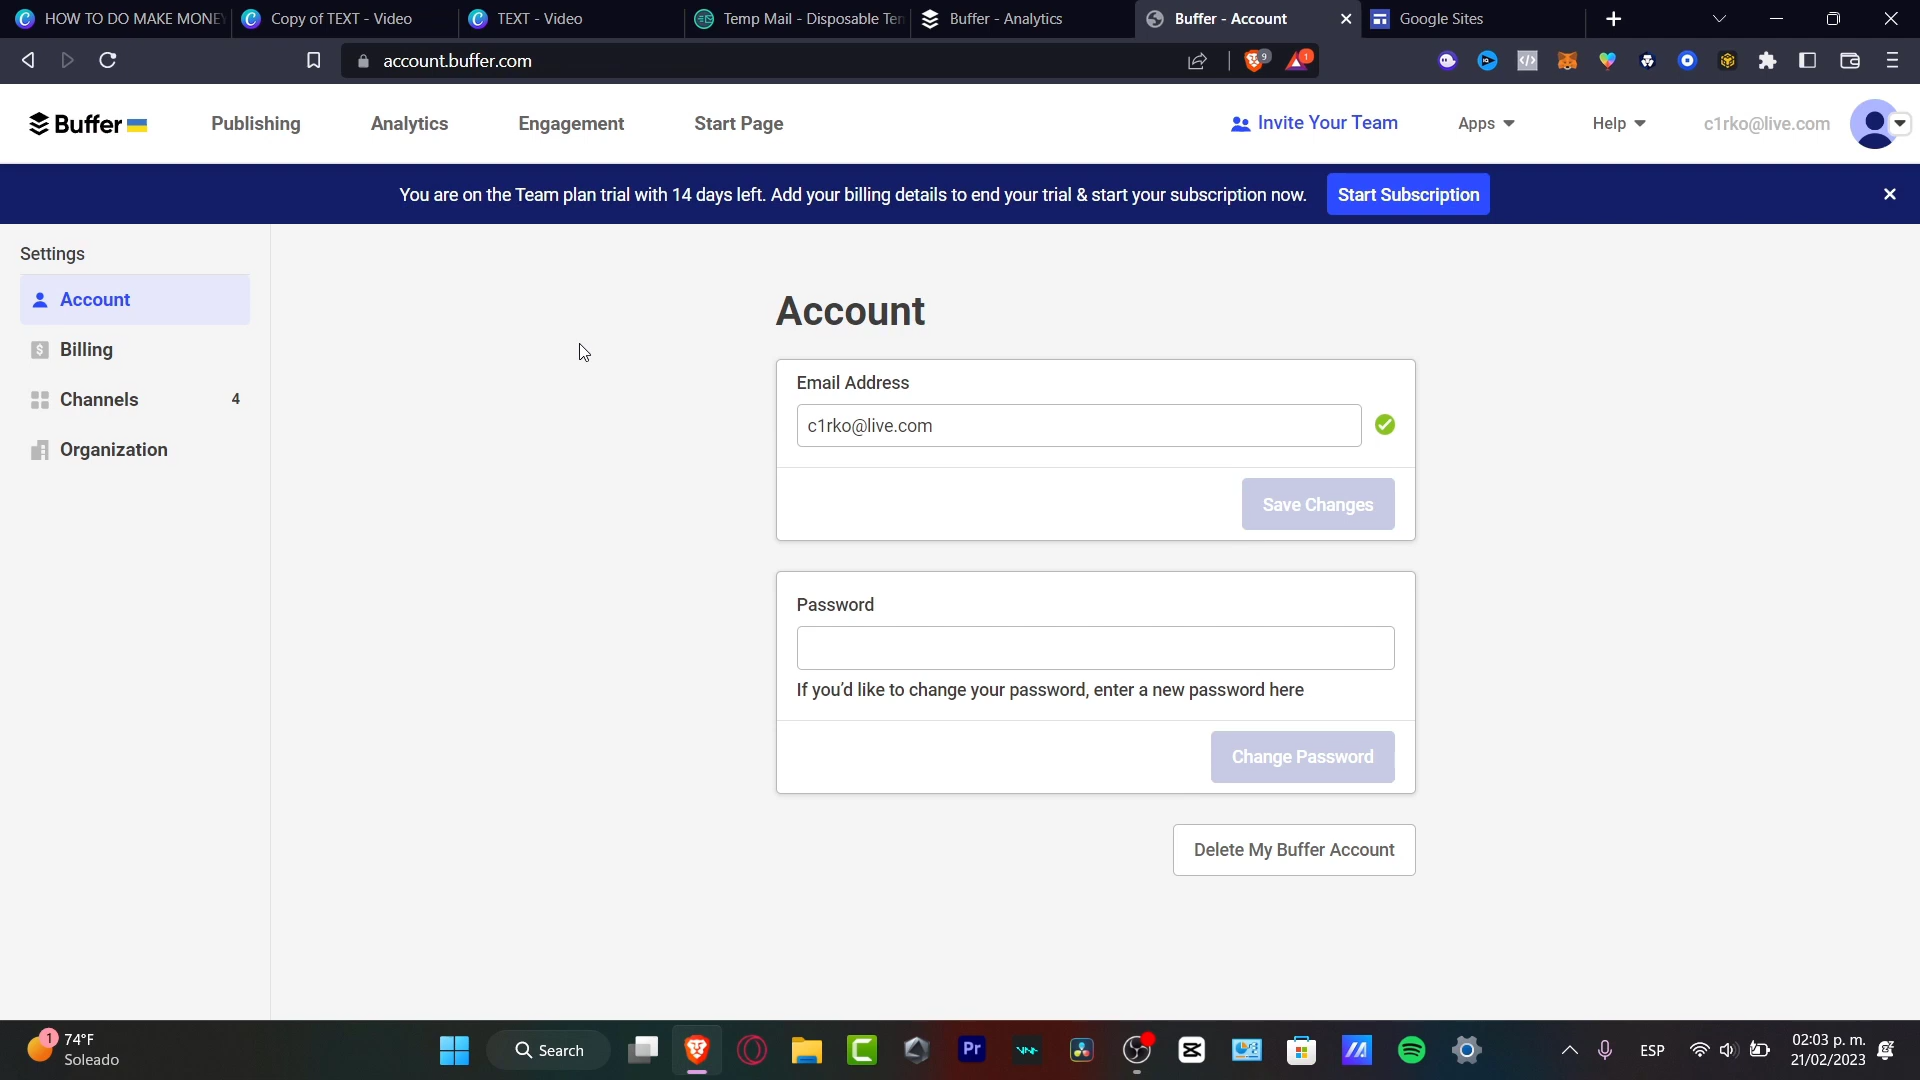 HOW TO DO MAKE MONEY
Copy of TEXT - Video
TEXT - Video
Temp Mail - Disposable Ten
Buffer - Analytics
Buffer - Account
Google Sites
account.buffer.com
9
1
Buffer
Publishing
Analytics
Engagement
Start Page
Invite Your Team
Apps
Help
c1rko@live.com
You are on the Team plan trial with 14 days left. Add your billing details to end your trial & start your subscription now.
Start Subscription
Settings
Account
Billing
Channels
4
Organization
Account
Email Address
c1rko@live.com
Save Changes
Password
If you'd like to change your password, enter a new password here
Change Password
Delete My Buffer Account
1
74°F
Soleado
Search
Pr
ESP
02:03 p. m.
21/02/2023